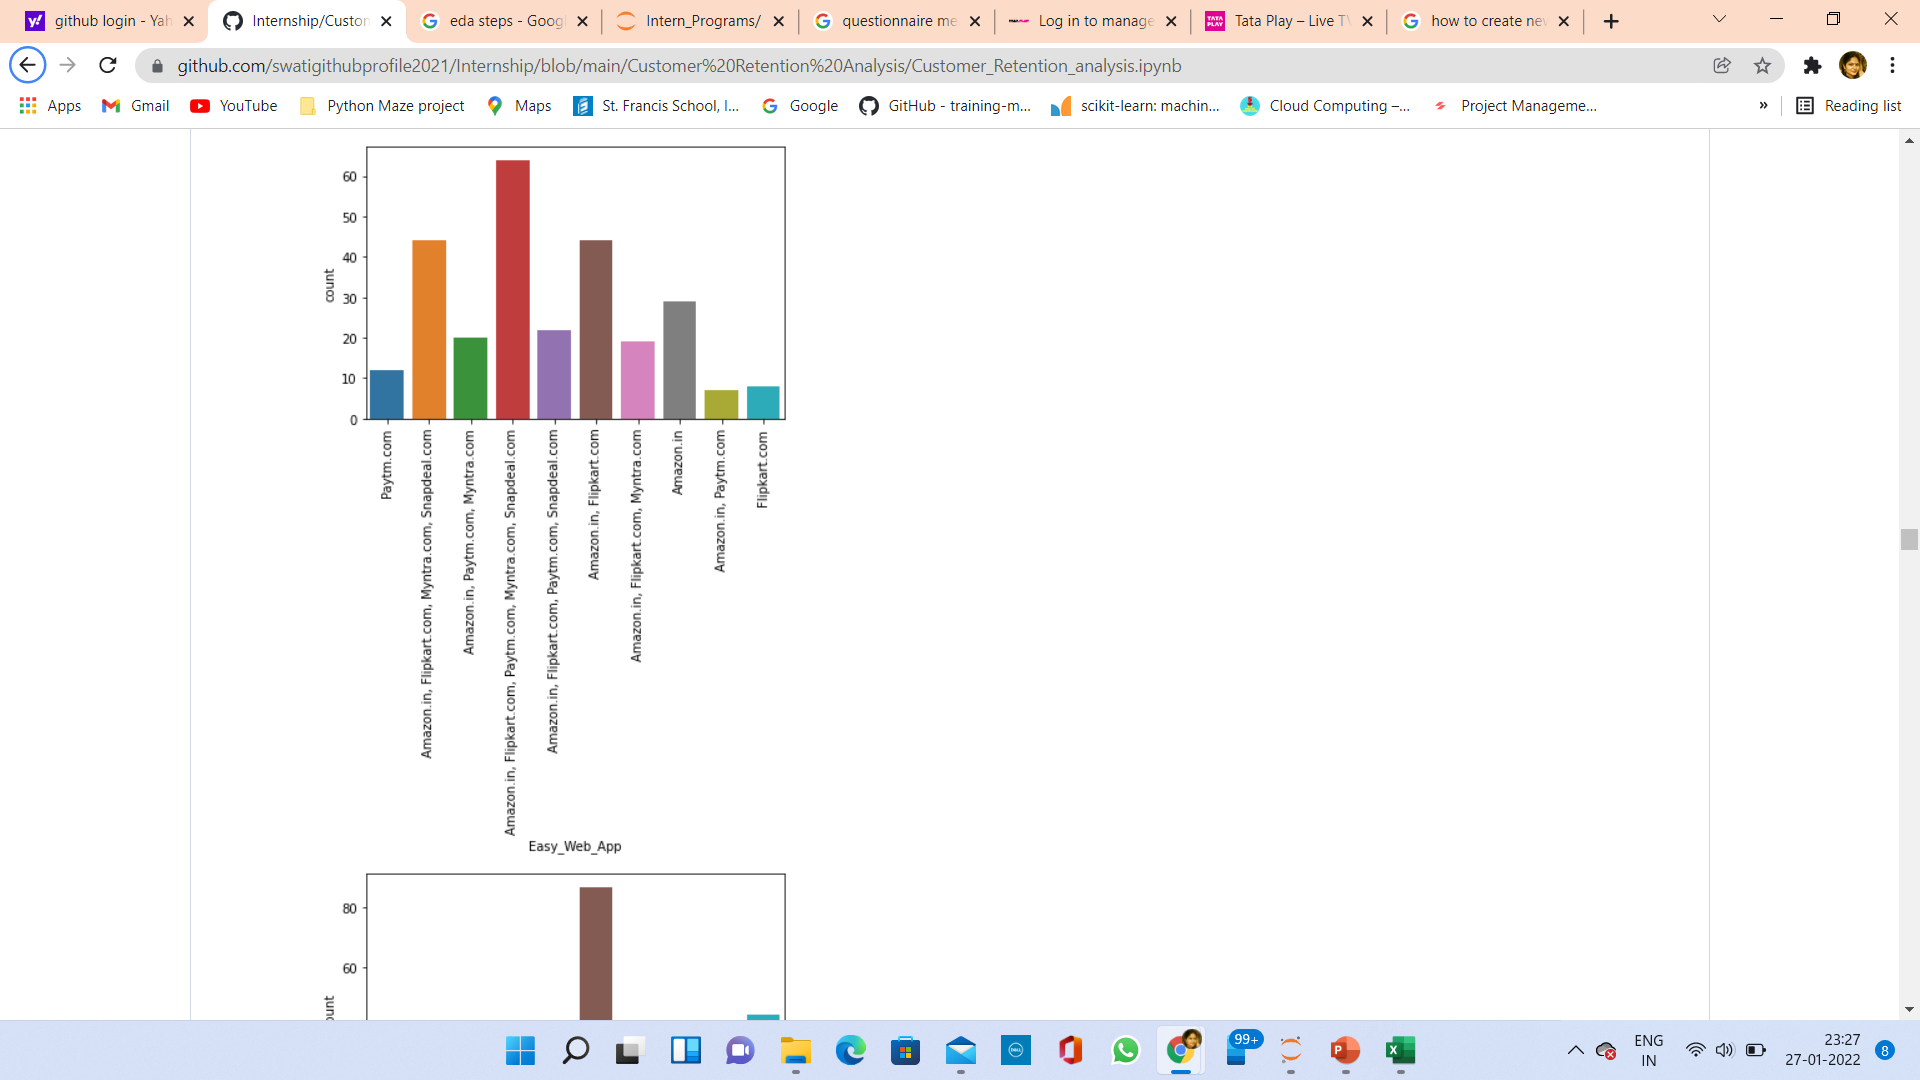 github login - Yah
Internship/Custon
eda steps - Goog
Intern_Programs/
questionnaire me
Log in to manage
Tata Play – Live TV
how to create nev
github.com/swatigithubprofile2021/Internship/blob/main/Customer%20Retention%20Analysis/Customer_Retention_analysis.ipynb
Apps
Gmail
YouTube
Python Maze project
Maps
St. Francis School, I...
Google
GitHub - training-m...
scikit-learn: machin...
Cloud Computing –...
Project Manageme...
»
Reading list
60
50
40
30
20
10
0
count
Paytm.com
Amazon.in, Flipkart.com, Myntra.com, Snapdeal.com
Amazon.in, Paytm.com, Myntra.com
Amazon.in, Flipkart.com, Paytm.com, Myntra.com, Snapdeal.com
Amazon.in, Flipkart.com, Paytm.com, Snapdeal.com
Amazon.in, Flipkart.com
Amazon.in, Flipkart.com, Myntra.com
Amazon.in
Amazon.in, Paytm.com
Flipkart.com
Easy_Web_App
80
60
ount
99+
ENG
IN
23:27
27-01-2022
8